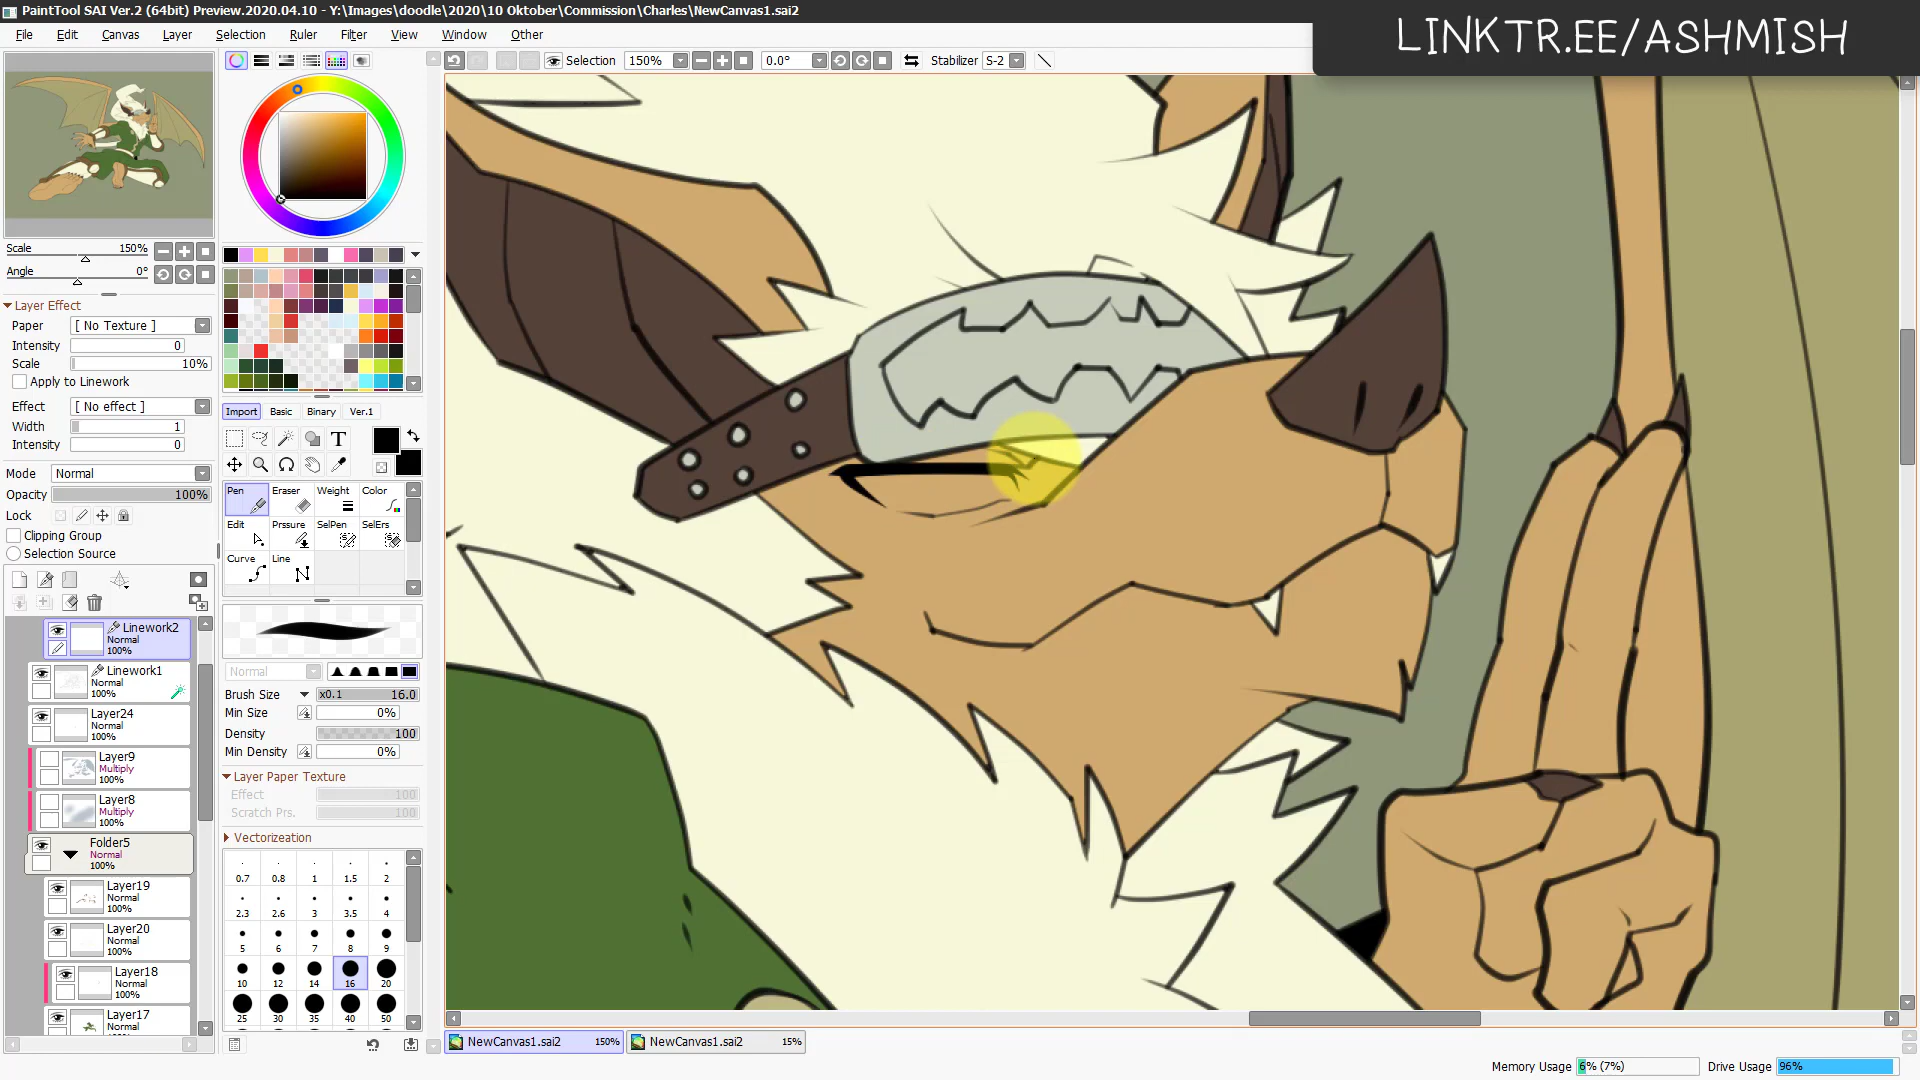 PaintTool SAI Ver.2 (64bit) Preview.2020.04.10 - Y:\Images\doodle\2020\10 Oktober\Commission\Charles\NewCanvas1.sai2
LINKTR.EE/ASHMISH
File Edit Canvas Layer Selection Filter Ruler View Window Other
Selection 150% 0.0° Stabilizer S-2
Scale 150%
Angle 0°
Layer Effect
Paper [ No Texture ]
Intensity 0
Scale 10%
Apply to Linework
Effect [ No effect ]
Width 1
Intensity 0
Mode Normal
Opacity 100%
Lock
Clipping Group
Selection Source
Linework2
Normal
100%
Linework1
Normal
100%
Layer24
Normal
100%
Layer9
Multiply
100%
Layer8
Multiply
100%
Folder5
Normal
100%
Layer19
Normal
100%
Layer20
Normal
100%
Layer18
Normal
100%
Layer17
Normal
100%
Import Basic Binary Ver.1
T
Pen Eraser Weight Color
Edit Prssure SelPen SelErs
Curve Line
Normal
Brush Size x0.1 16.0
Min Size 0%
Density 100
Min Density 0%
Layer Paper Texture
Effect 100
Scratch Prs. 100
Vectorization
0.7 0.8 1 1.5 2
2.3 2.6 3 3.5 4
5 6 7 8 9
10 12 14 16 20
25 30 35 40 50
NewCanvas1.sai2 150% NewCanvas1.sai2 15%
Memory Usage 6% (7%) Drive Usage 96%